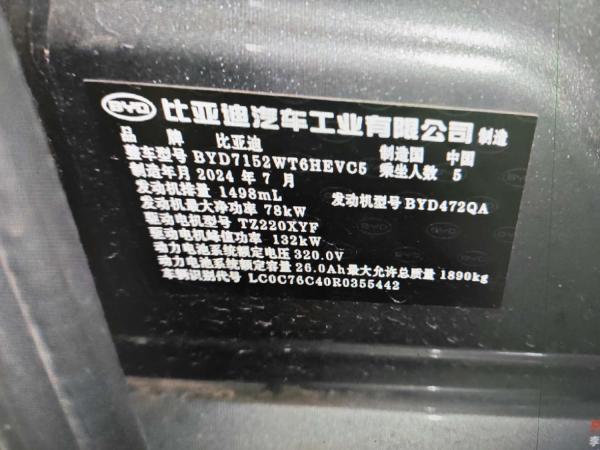 BYD 比亚迪汽车工业有限公司 制造
品 牌 比亚迪 制造国 中国
整车型号 BYD7152WT6HEVC5 乘坐人数 5
制造年月 2024 年 7 月
发动机排量 1498mL 发动机型号 BYD472QA
发动机最大净功率 78kW
驱动电机型号 TZ220XYF
驱动电机峰值功率 132kW
动力电池系统额定电压 320.0V
动力电池系统额定容量 26.0Ah 最大允许总质量 1890kg
车辆识别代号 LC0C76C40R0355442
李